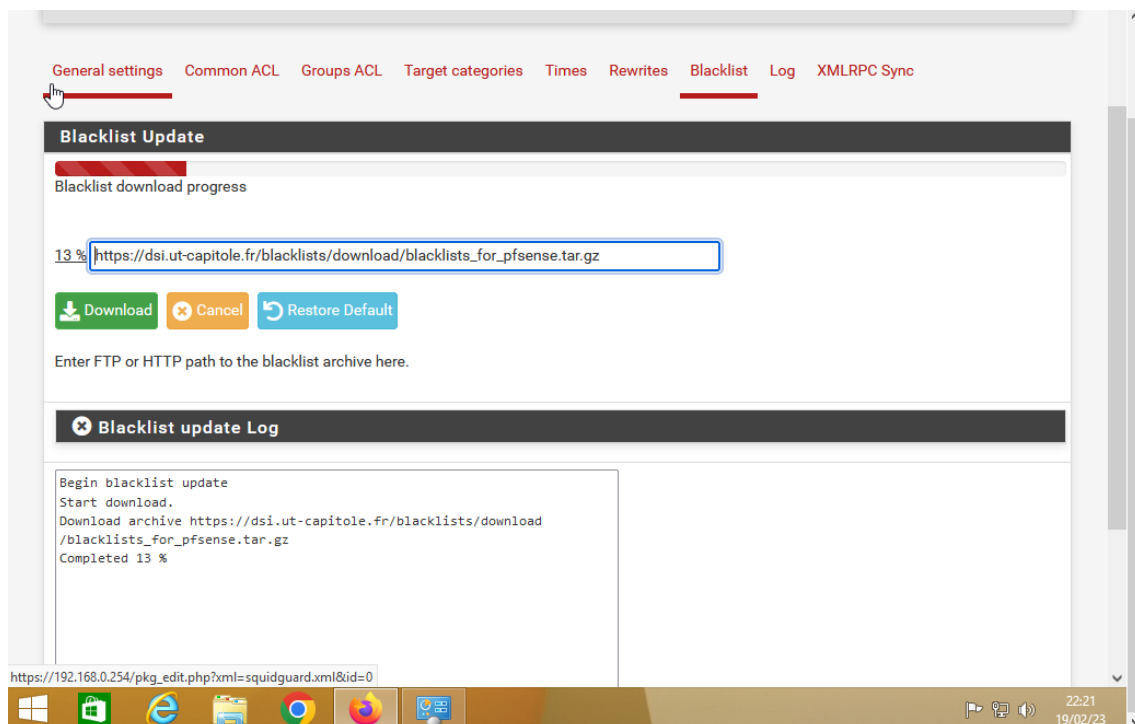 General settings Common ACL Groups ACL Target categories Times Rewrites Blacklist Log XMLRPC Sync
Blacklist Update
Blacklist download progress
13 % https://dsi.ut-capitole.fr/blacklists/download/blacklists_for_pfsense.tar.gz
Download Cancel Restore Default
Enter FTP or HTTP path to the blacklist archive here.
Blacklist update Log
Begin blacklist update
Start download.
Download archive https://dsi.ut-capitole.fr/blacklists/download
/blacklists_for_pfsense.tar.gz
Completed 13 %
https://192.168.0.254/pkg_edit.php?xml=squidguard.xml&id=0
22:21
19/02/23